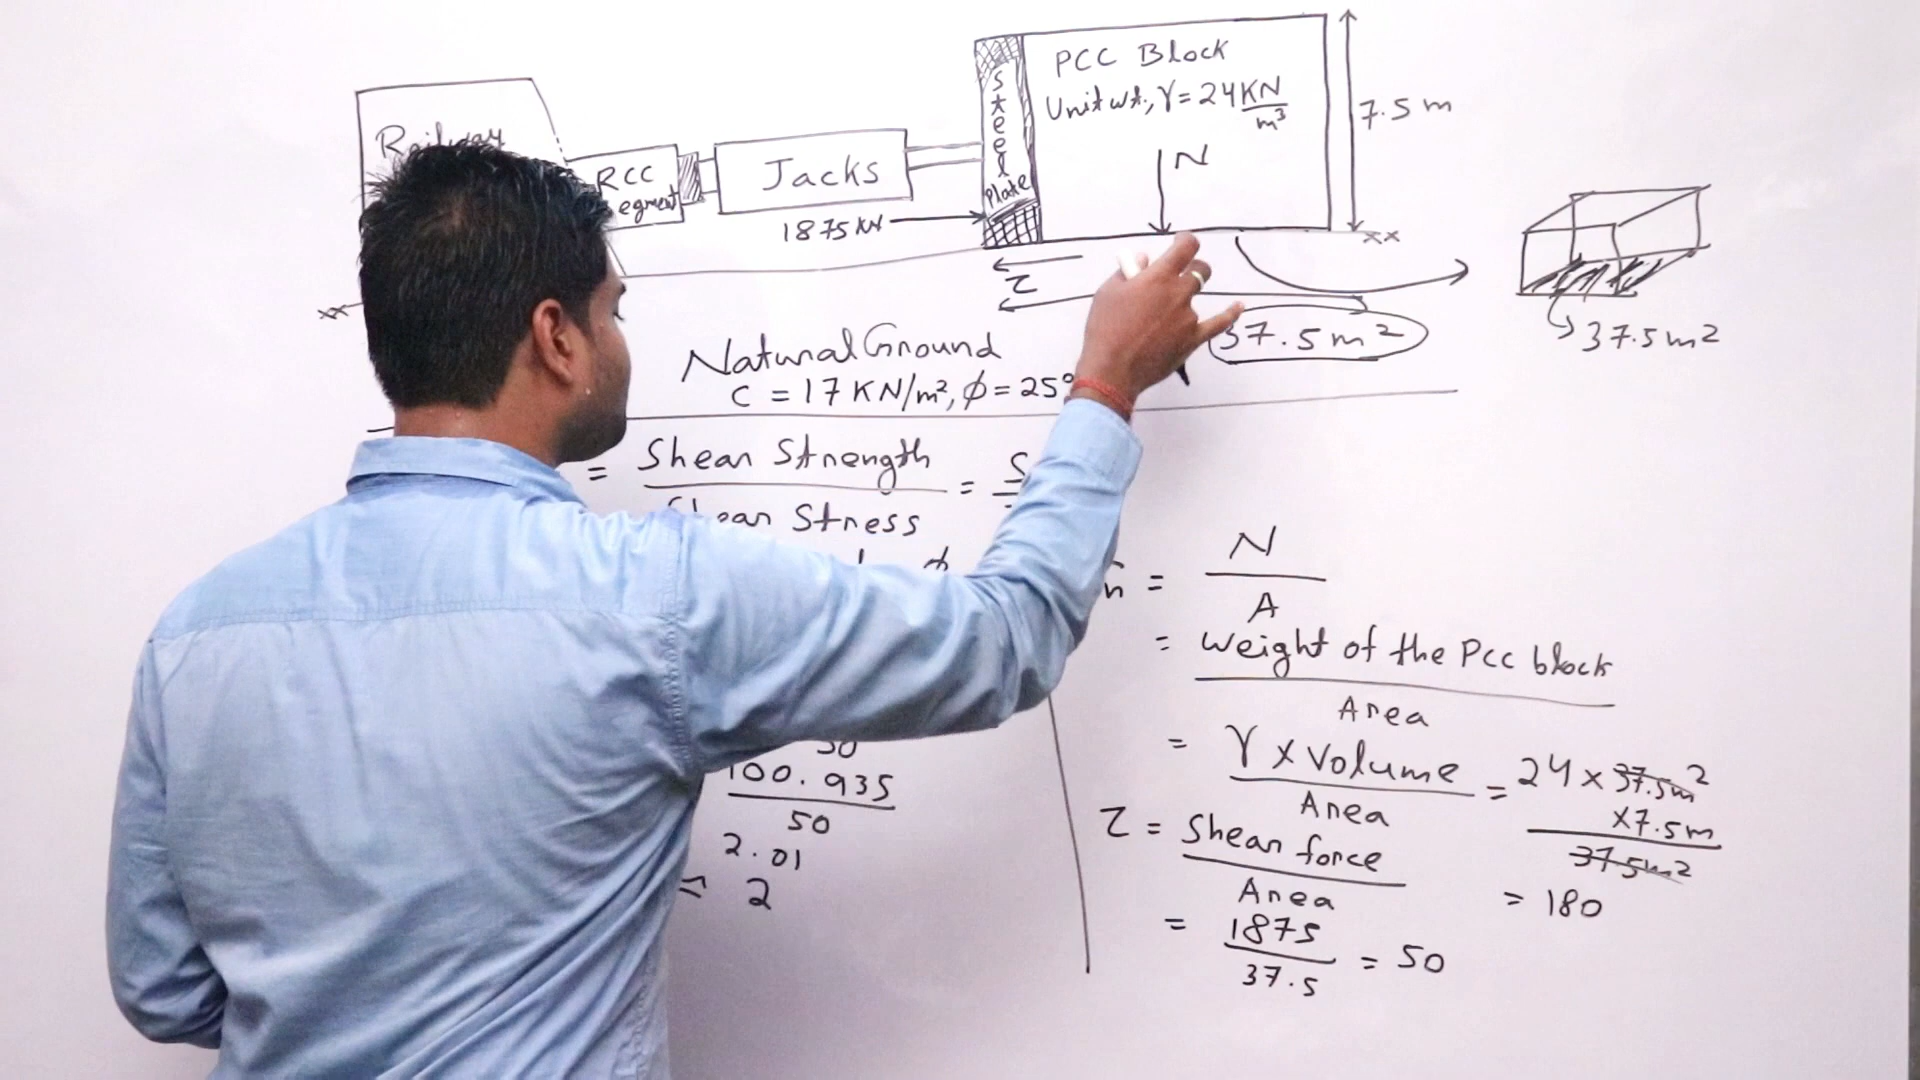 Railway
RCC
egment
Jacks
1875 KN
Steel
Plate
PCC Block
Unit wt., γ = 24 KN/m³
N
7.5 m
xx
xx
τ
37.5 m²
37.5 m2
Natural Ground
C = 17 KN/m², ϕ = 25°
= Shear Strength / Shear Stress = S
100.935 / 50
2.01
≈ 2
n = N / A
= Weight of the PCC block / Area
= γ x Volume / Area = 24 x 37.5m² x 7.5m / 37.5m2
= 180
τ = Shear force / Area
= 1875 / 37.5 = 50